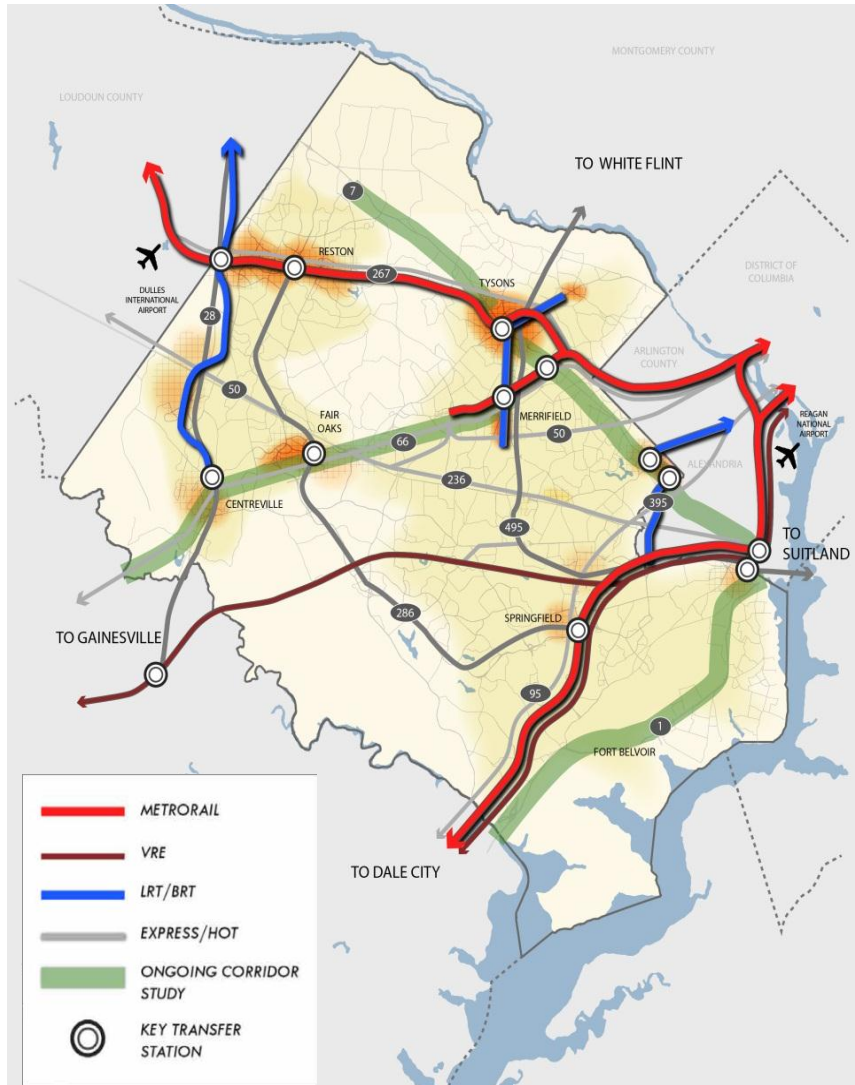 MONTGOMERY COUNTY
LOUDOUN COUNTY
TO WHITE FLINT
7
DISTRICT OF
COLUMBIA
RESTON
267
TYSONS
DULLES
INTERNATIONAL
AIRPORT
28
ARLINGTON
COUNTY
50
FAIR
OAKS
66
MERRIFIELD
50
REAGAN
NATIONAL
AIRPORT
ALEXANDRIA
236
395
CENTREVILLE
495
TO
SUITLAND
286
SPRINGFIELD
TO GAINESVILLE
95
1
FORT BELVOIR
TO DALE CITY
METRORAIL
VRE
LRT/BRT
EXPRESS/HOT
ONGOING CORRIDOR
STUDY
KEY TRANSFER
STATION